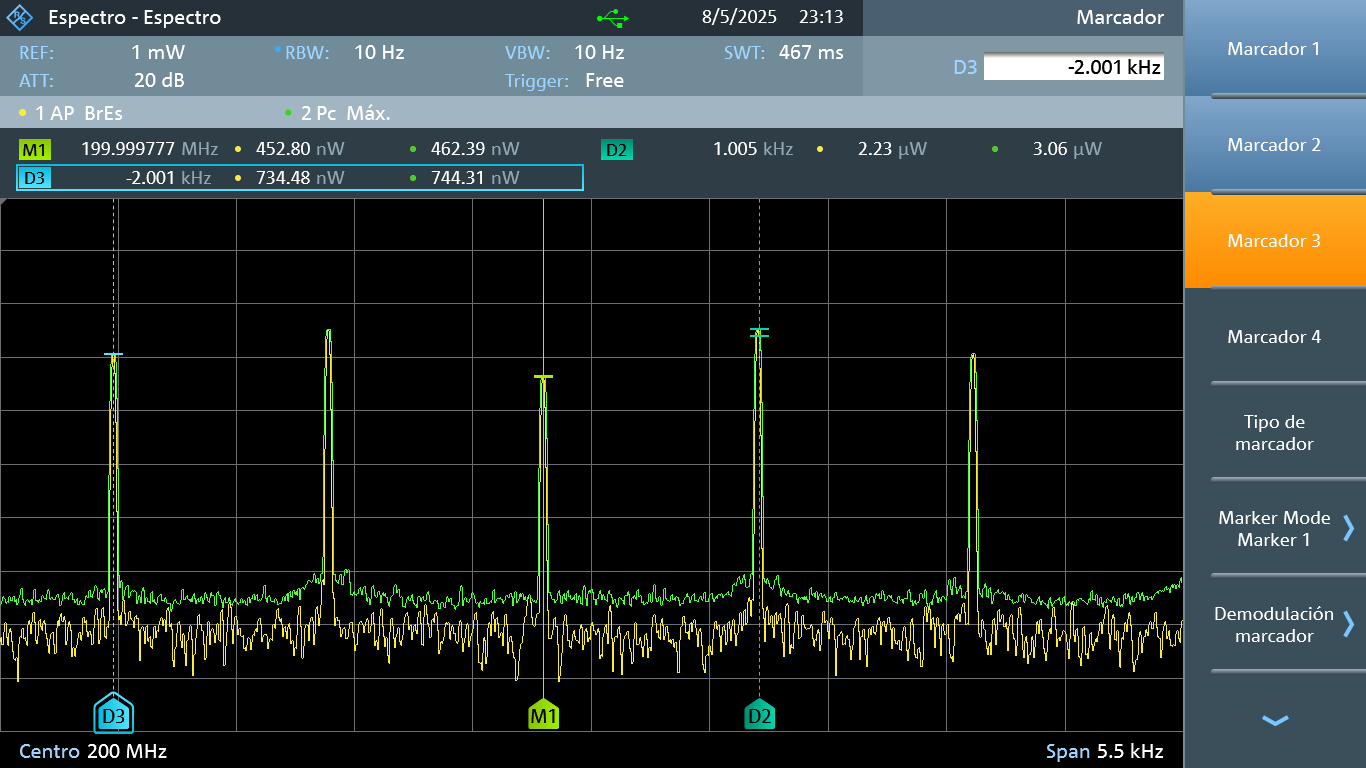 Espectro - Espectro 8/5/2025 23:13 Marcador
REF: 1 mW RBW: 10 Hz VBW: 10 Hz SWT: 467 ms
ATT: 20 dB Trigger: Free
D3 -2.001 kHz
1 AP BrEs 2 Pc Máx.
M1 199.999777 MHz 452.80 nW 462.39 nW D2 1.005 kHz 2.23 µW 3.06 µW
D3 -2.001 kHz 734.48 nW 744.31 nW
D3 M1 D2
Centro 200 MHz Span 5.5 kHz
Marcador 1
Marcador 2
Marcador 3
Marcador 4
Tipo de
marcador
Marker Mode
Marker 1
Demodulación
marcador